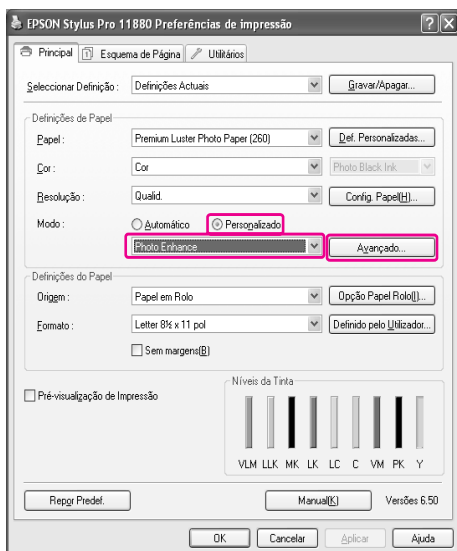 EPSON Stylus Pro 11880 Preferências de impressão
Principal Esquema de Página Utilitários
Seleccionar Definição : Definições Actuais Gravar/Apagar...
Definições de Papel
Papel : Premium Luster Photo Paper (260) Def. Personalizadas...
Cor : Cor Photo Black Ink
Resolução : Qualid. Config. Papel(H)...
Modo : Automático Personalizado
Photo Enhance Avançado...
Definições do Papel
Origem : Papel em Rolo Opção Papel Rolo(I)...
Formato : Letter 8½ x 11 pol Definido pelo Utilizador...
Sem margens(B)
Pré-visualização de Impressão
Níveis da Tinta
VLM LLK MK LK LC C VM PK Y
Repor Predef. Manual(K) Versões 6.50
OK Cancelar Aplicar Ajuda